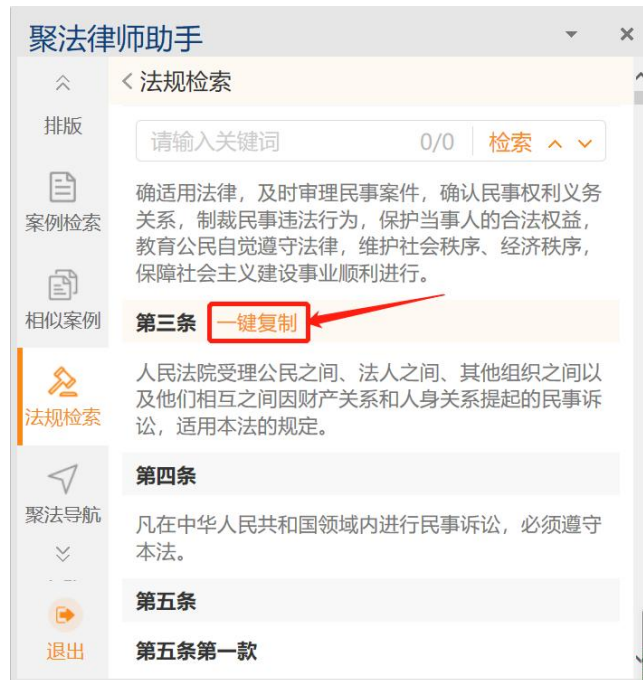 聚法律师助手
排版
案例检索
相似案例
法规检索
聚法导航
退出
法规检索
请输入关键词 0/0 检索
确适用法律，及时审理民事案件，确认民事权利义务
关系，制裁民事违法行为，保护当事人的合法权益，
教育公民自觉遵守法律，维护社会秩序、经济秩序，
保障社会主义建设事业顺利进行。
第三条 一键复制
人民法院受理公民之间、法人之间、其他组织之间以
及他们相互之间因财产关系和人身关系提起的民事诉
讼，适用本法的规定。
第四条
凡在中华人民共和国领域内进行民事诉讼，必须遵守
本法。
第五条
第五条第一款